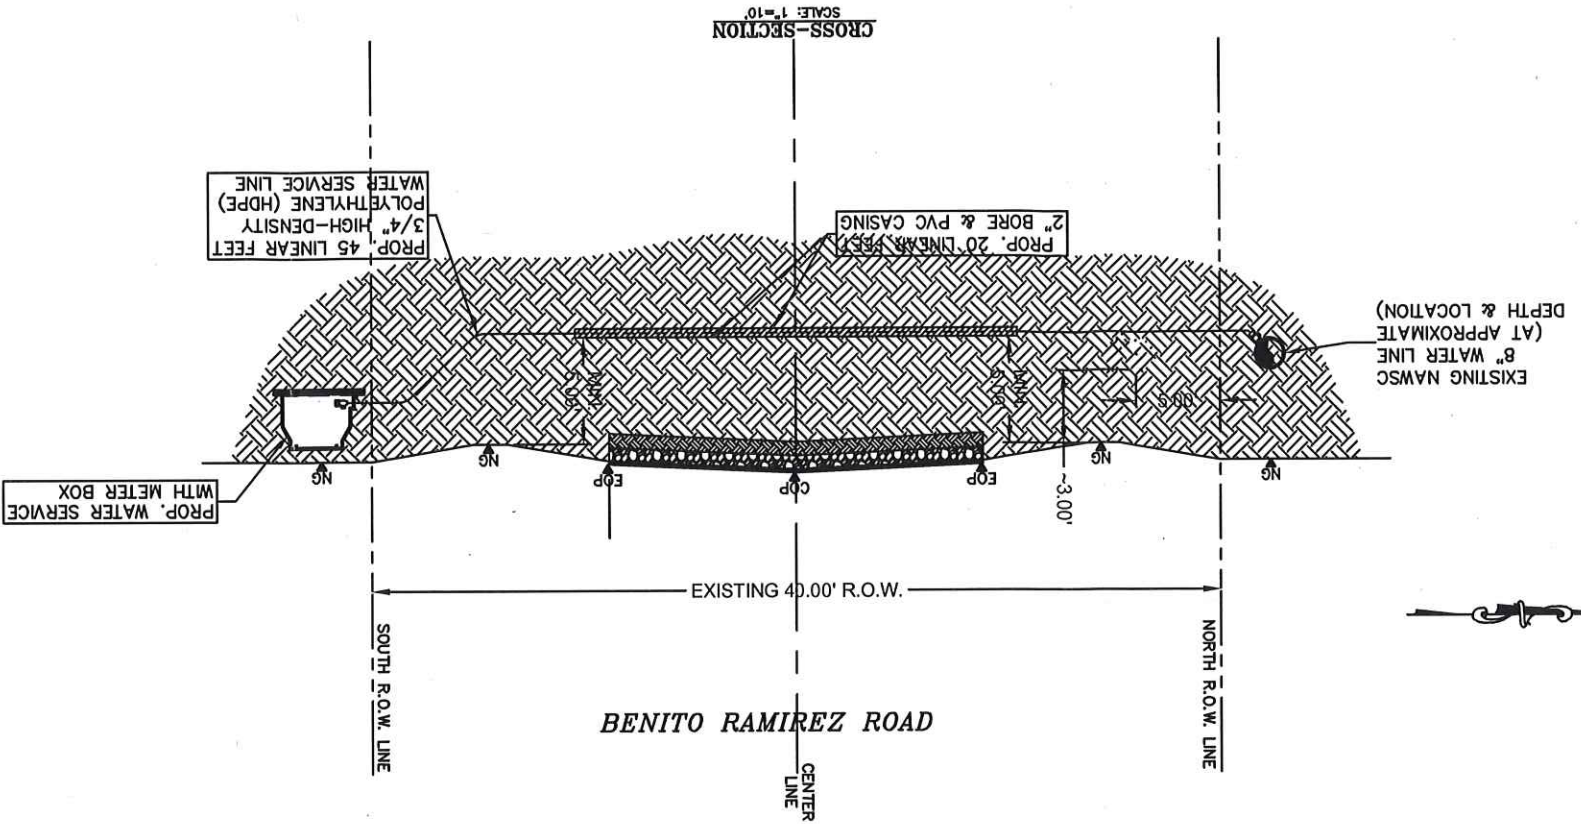 CROSS-SECTION
SCALE: 1"=10'
PROP. 45 LINEAR FEET
3/4" HIGH-DENSITY
POLYETHYLENE (HDPE)
WATER SERVICE LINE
PROP. 20 LINEAR FEET
2" BORE & PVC CASING
EXISTING NAWSC
8" WATER LINE
(AT APPROXIMATE
DEPTH & LOCATION)
MIN.
MIN.
5.00
PROP. WATER SERVICE
WITH METER BOX
NG
NG
EOP
COP
EOP
NG
NG
~3.00'
EXISTING 40.00' R.O.W.
SOUTH R.O.W. LINE
NORTH R.O.W. LINE
BENITO RAMIREZ ROAD
CENTER
LINE